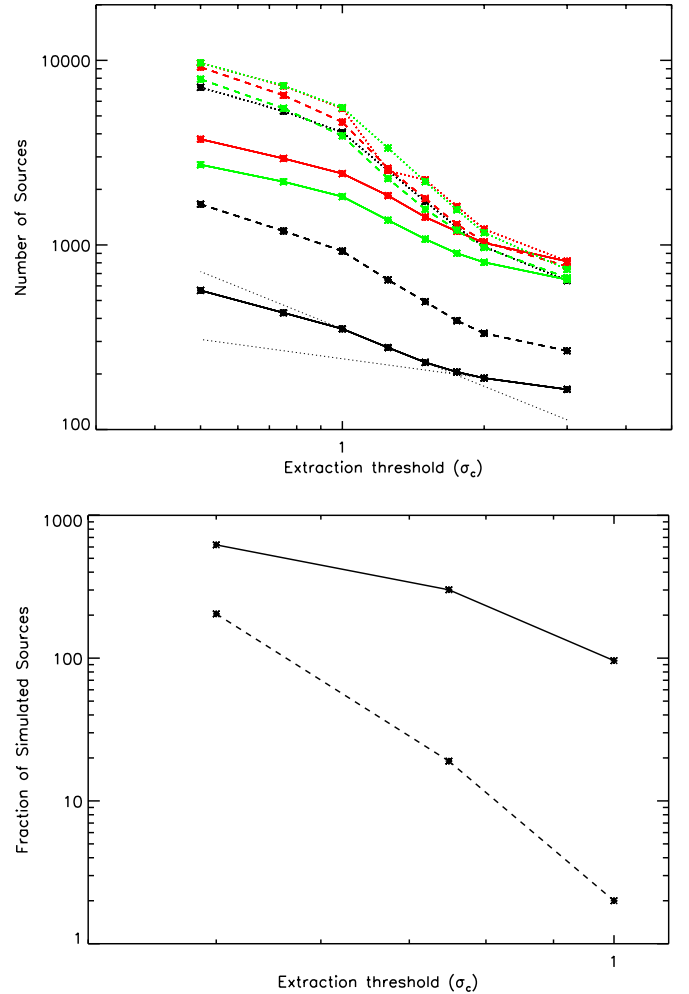 10000
1000
100
Number of Sources
1
Extraction threshold (σc)
1000
100
10
1
Fraction of Simulated Sources
1
Extraction threshold (σc)